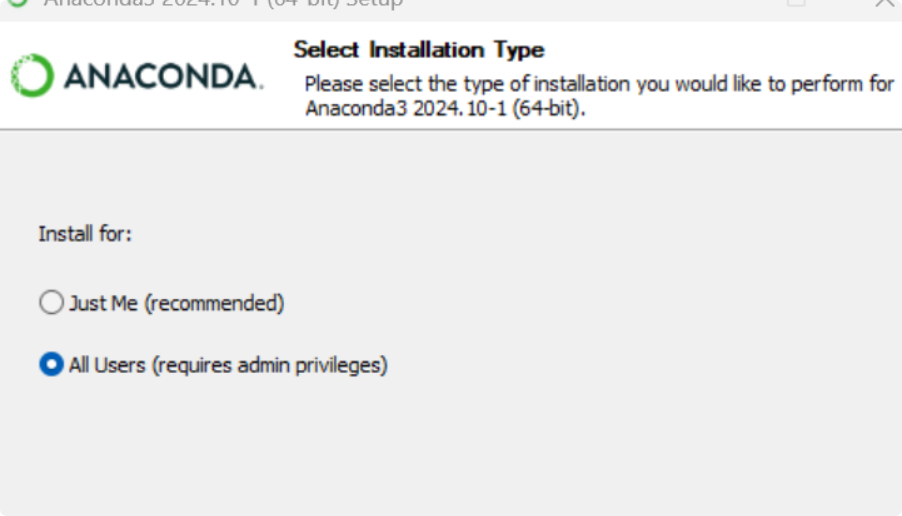 Anaconda3 2024.10-1 (64-bit) Setup
ANACONDA.
Select Installation Type
Please select the type of installation you would like to perform for
Anaconda3 2024.10-1 (64-bit).
Install for:
Just Me (recommended)
All Users (requires admin privileges)